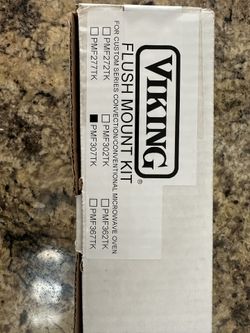 VIKING®
FLUSH MOUNT KIT
FOR CUSTOM SERIES CONVECTION/CONVENTIONAL MICROWAVE OVEN
□PMF272TK □PMF302TK □PMF362TK
□PMF277TK ■PMF307TK □PMF367TK